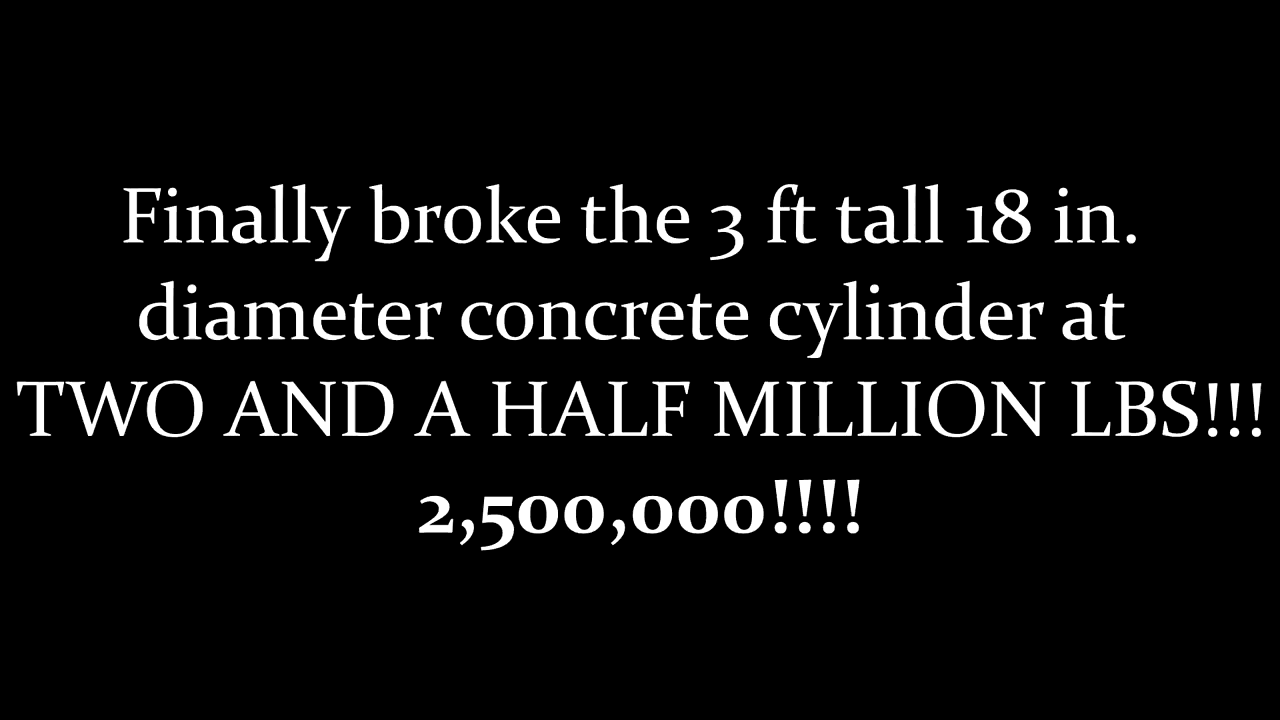 Finally broke the 3 ft tall 18 in.
diameter concrete cylinder at
TWO AND A HALF MILLION LBS!!!
2,500,000!!!!